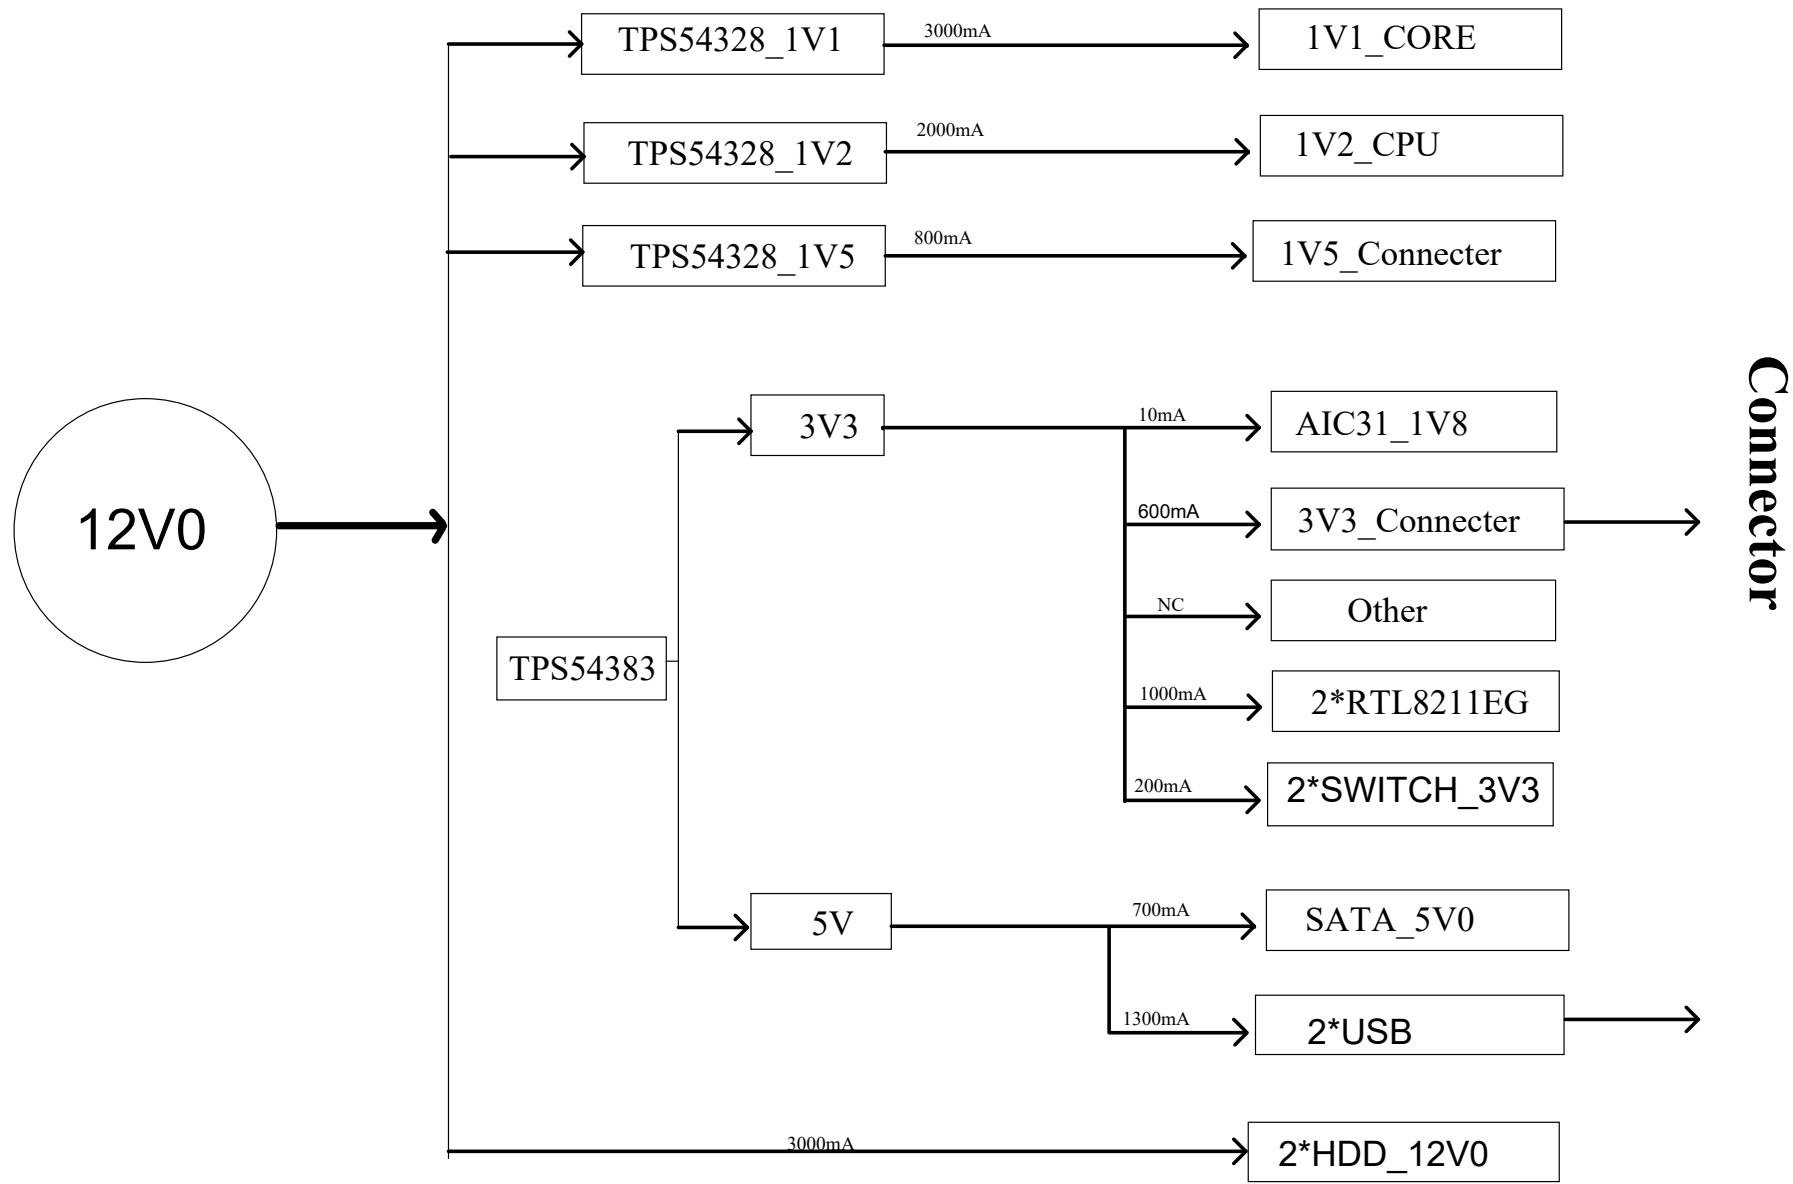 TPS54328_1V1
3000mA
1V1_CORE
TPS54328_1V2
2000mA
1V2_CPU
TPS54328_1V5
800mA
1V5_Connecter
12V0
TPS54383
3V3
10mA
AIC31_1V8
600mA
3V3_Connecter
NC
Other
1000mA
2*RTL8211EG
200mA
2*SWITCH_3V3
5V
700mA
SATA_5V0
1300mA
2*USB
3000mA
2*HDD_12V0
Connector